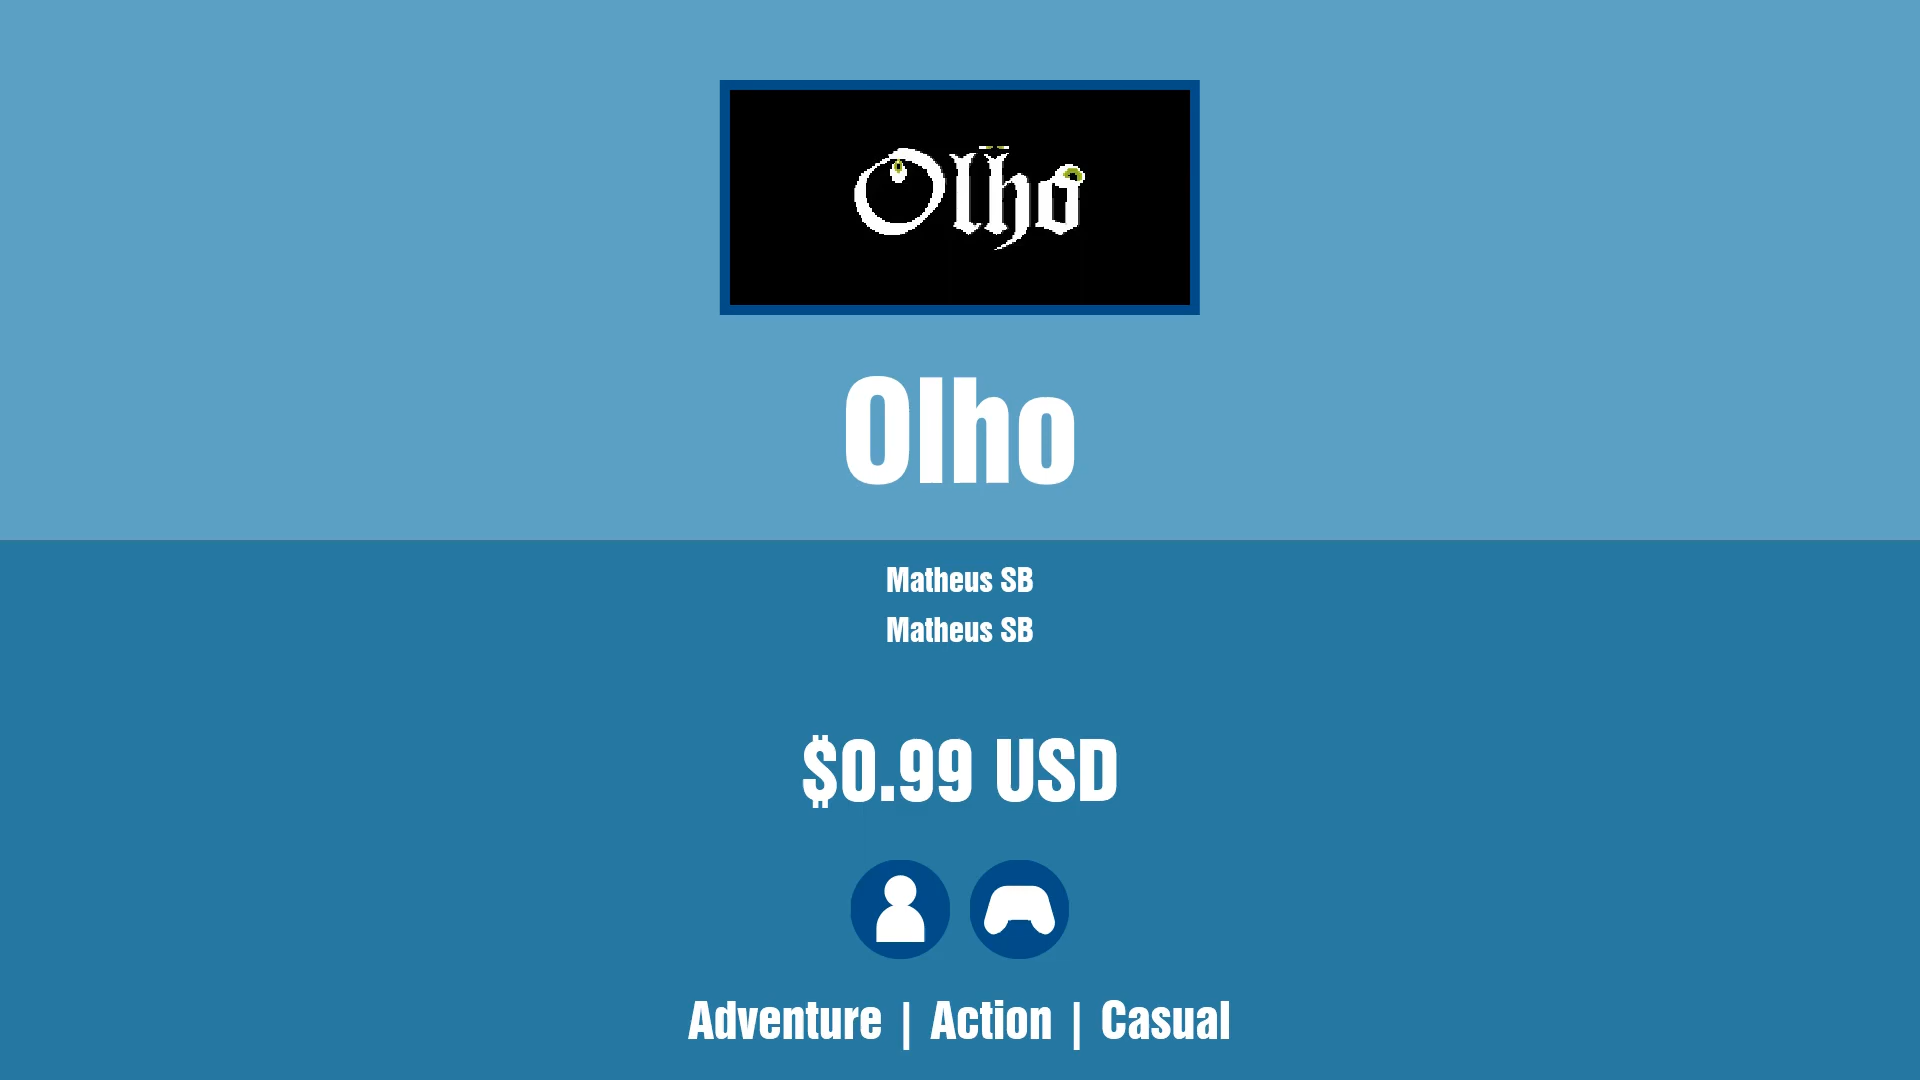 Olho
Olho
Matheus SB
Matheus SB
$0.99 USD
Adventure | Action | Casual